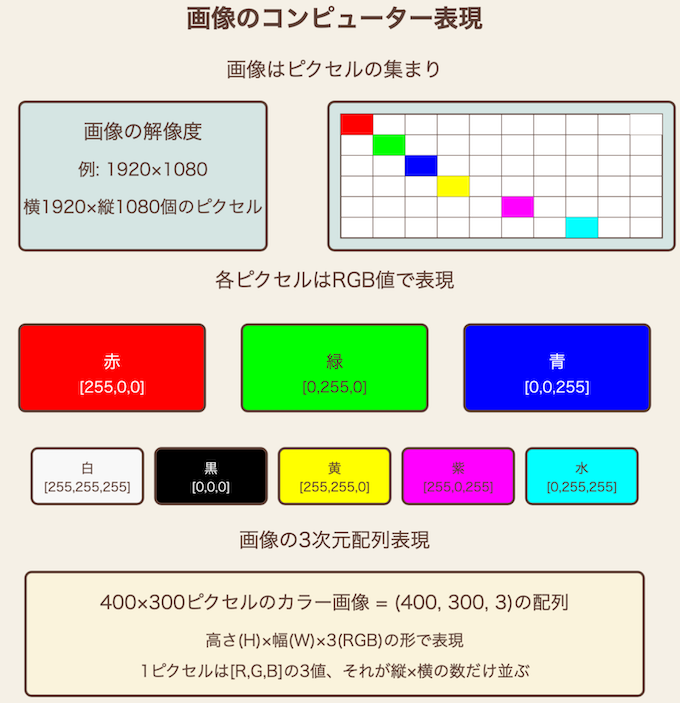 画像のコンピューター表現
画像はピクセルの集まり
画像の解像度
例: 1920×1080
横1920×縦1080個のピクセル
各ピクセルはRGB値で表現
赤
[255,0,0]
緑
[0,255,0]
青
[0,0,255]
白
[255,255,255]
黒
[0,0,0]
黄
[255,255,0]
紫
[255,0,255]
水
[0,255,255]
画像の3次元配列表現
400×300ピクセルのカラー画像 = (400, 300, 3)の配列
高さ(H)×幅(W)×3(RGB)の形で表現
1ピクセルは[R,G,B]の3値、それが縦×横の数だけ並ぶ